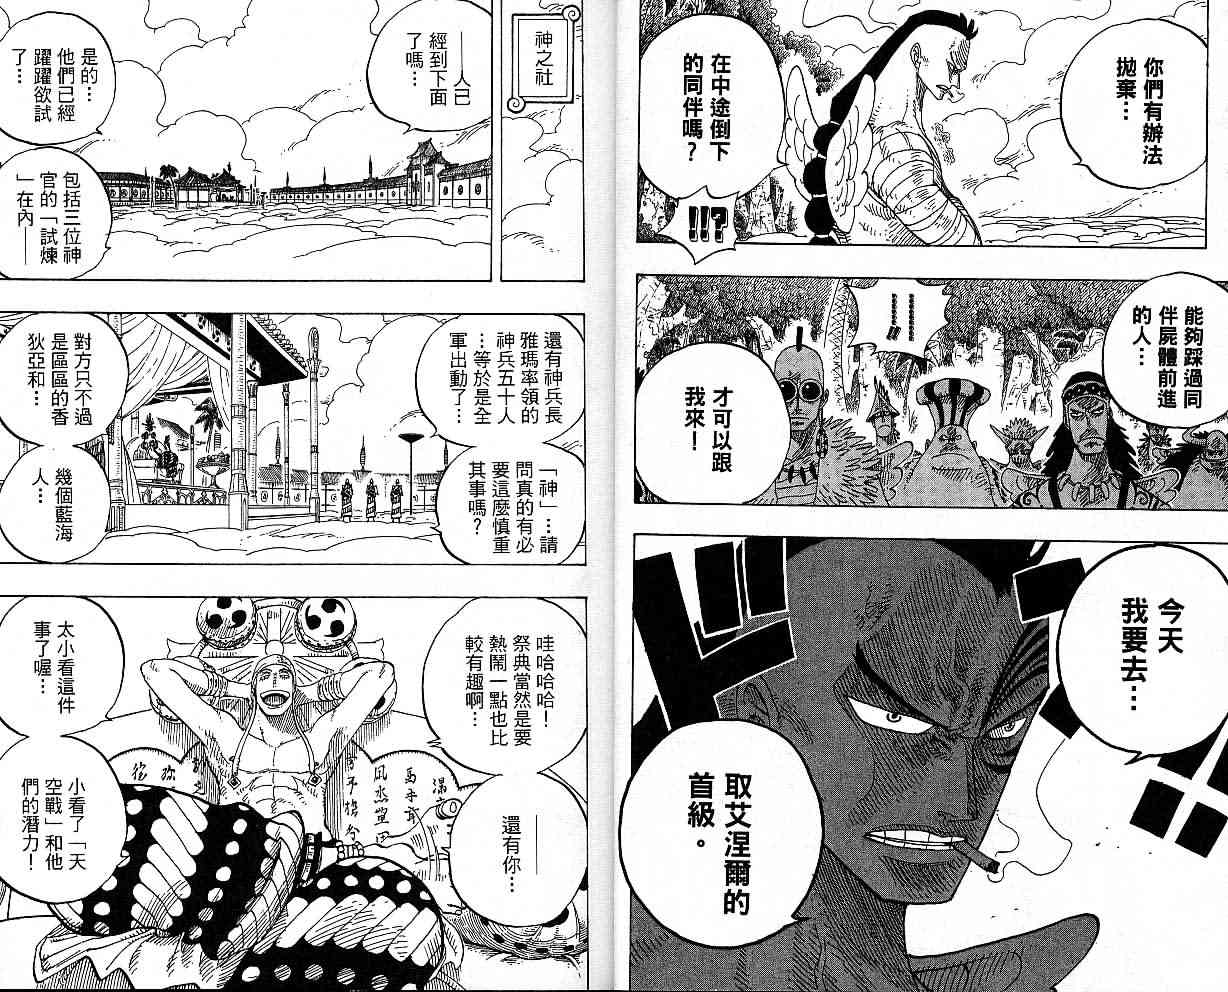 你們有辦法
拋棄…
在中途倒下
的同伴嗎？
!!?
能夠踩過同
伴屍體前進
的人…
………!!
才可以跟
我來！
今天
我要去…
取艾涅爾的
首級。
神之社
——人已
經到下面
了嗎…
是的…
他們已經
躍躍欲試
了…
包括三位神
官的「試煉
」在內——
還有神兵長
雅瑪率領的
神兵五十人
…等於是全
軍出動了…
「神」…請
問真的有必
要這麼慎重
其事嗎？
對方只不過
是區區的香
狄亞和…
幾個藍海
人…
哇哈哈哈！
祭典當然是要
熱鬧一點也比
較有趣啊…
——
還有你…
太小看這件
事了喔…
小看了「天
空戰」和他
們的潛力！